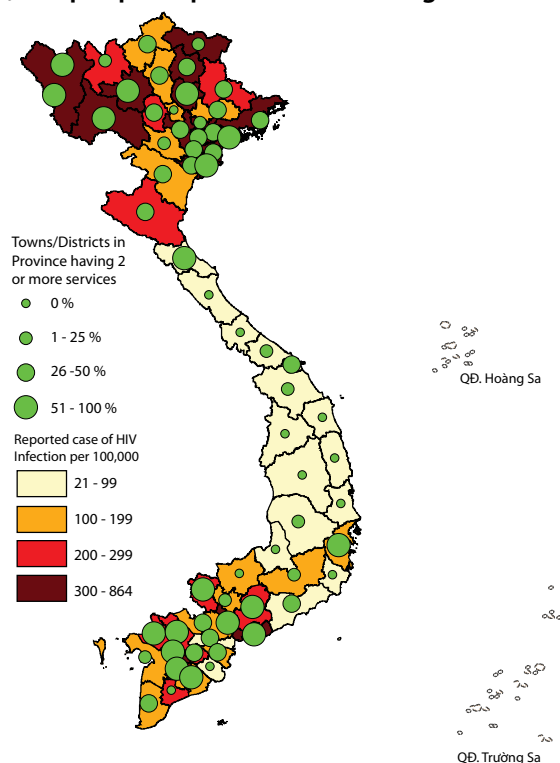 Towns/Districts in
Province having 2
or more services
0 %
1 - 25 %
26 -50 %
51 - 100 %
Reported case of HIV
Infection per 100,000
21 - 99
100 - 199
200 - 299
300 - 864
QĐ. Hoàng Sa
QĐ. Trường Sa